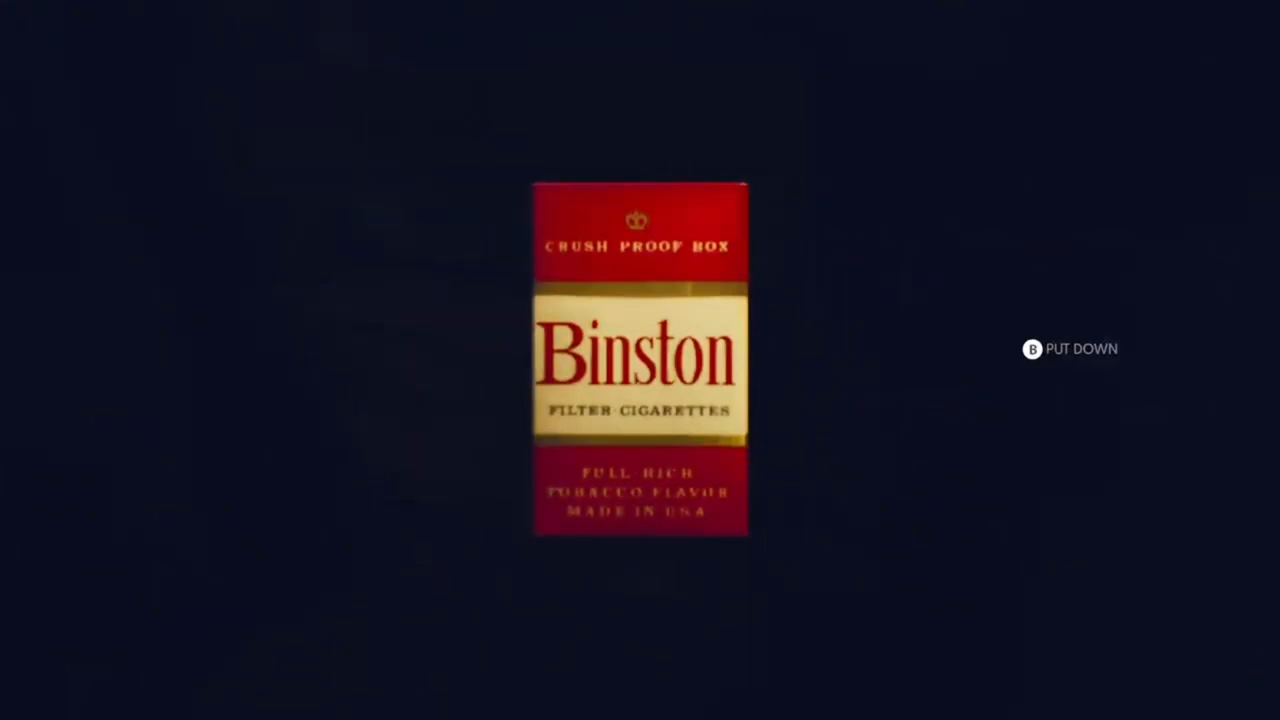 CRUSH PROOF BOX
Binston
FILTER·CIGARETTES
FULL·RICH
TOBACCO FLAVOR
MADE IN USA
B PUT DOWN